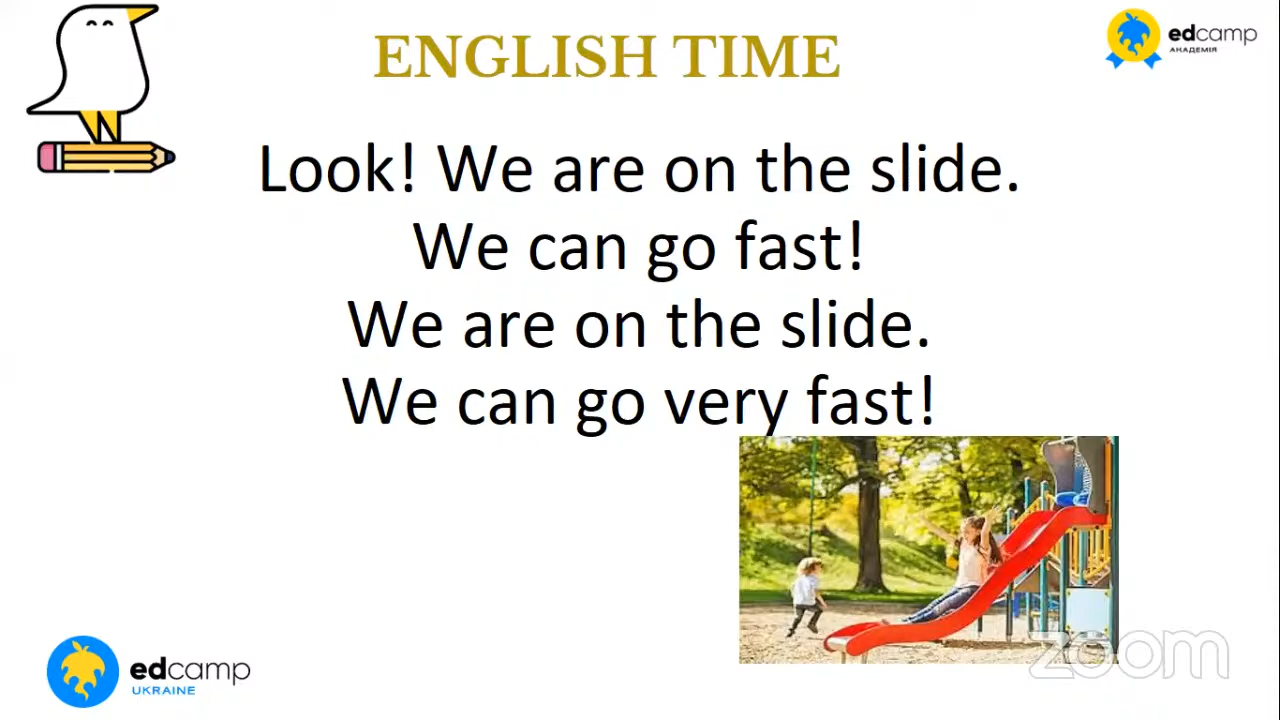 ENGLISH TIME
edcamp
АКАДЕМІЯ
Look! We are on the slide.
We can go fast!
We are on the slide.
We can go very fast!
zoom
edcamp
UKRAINE